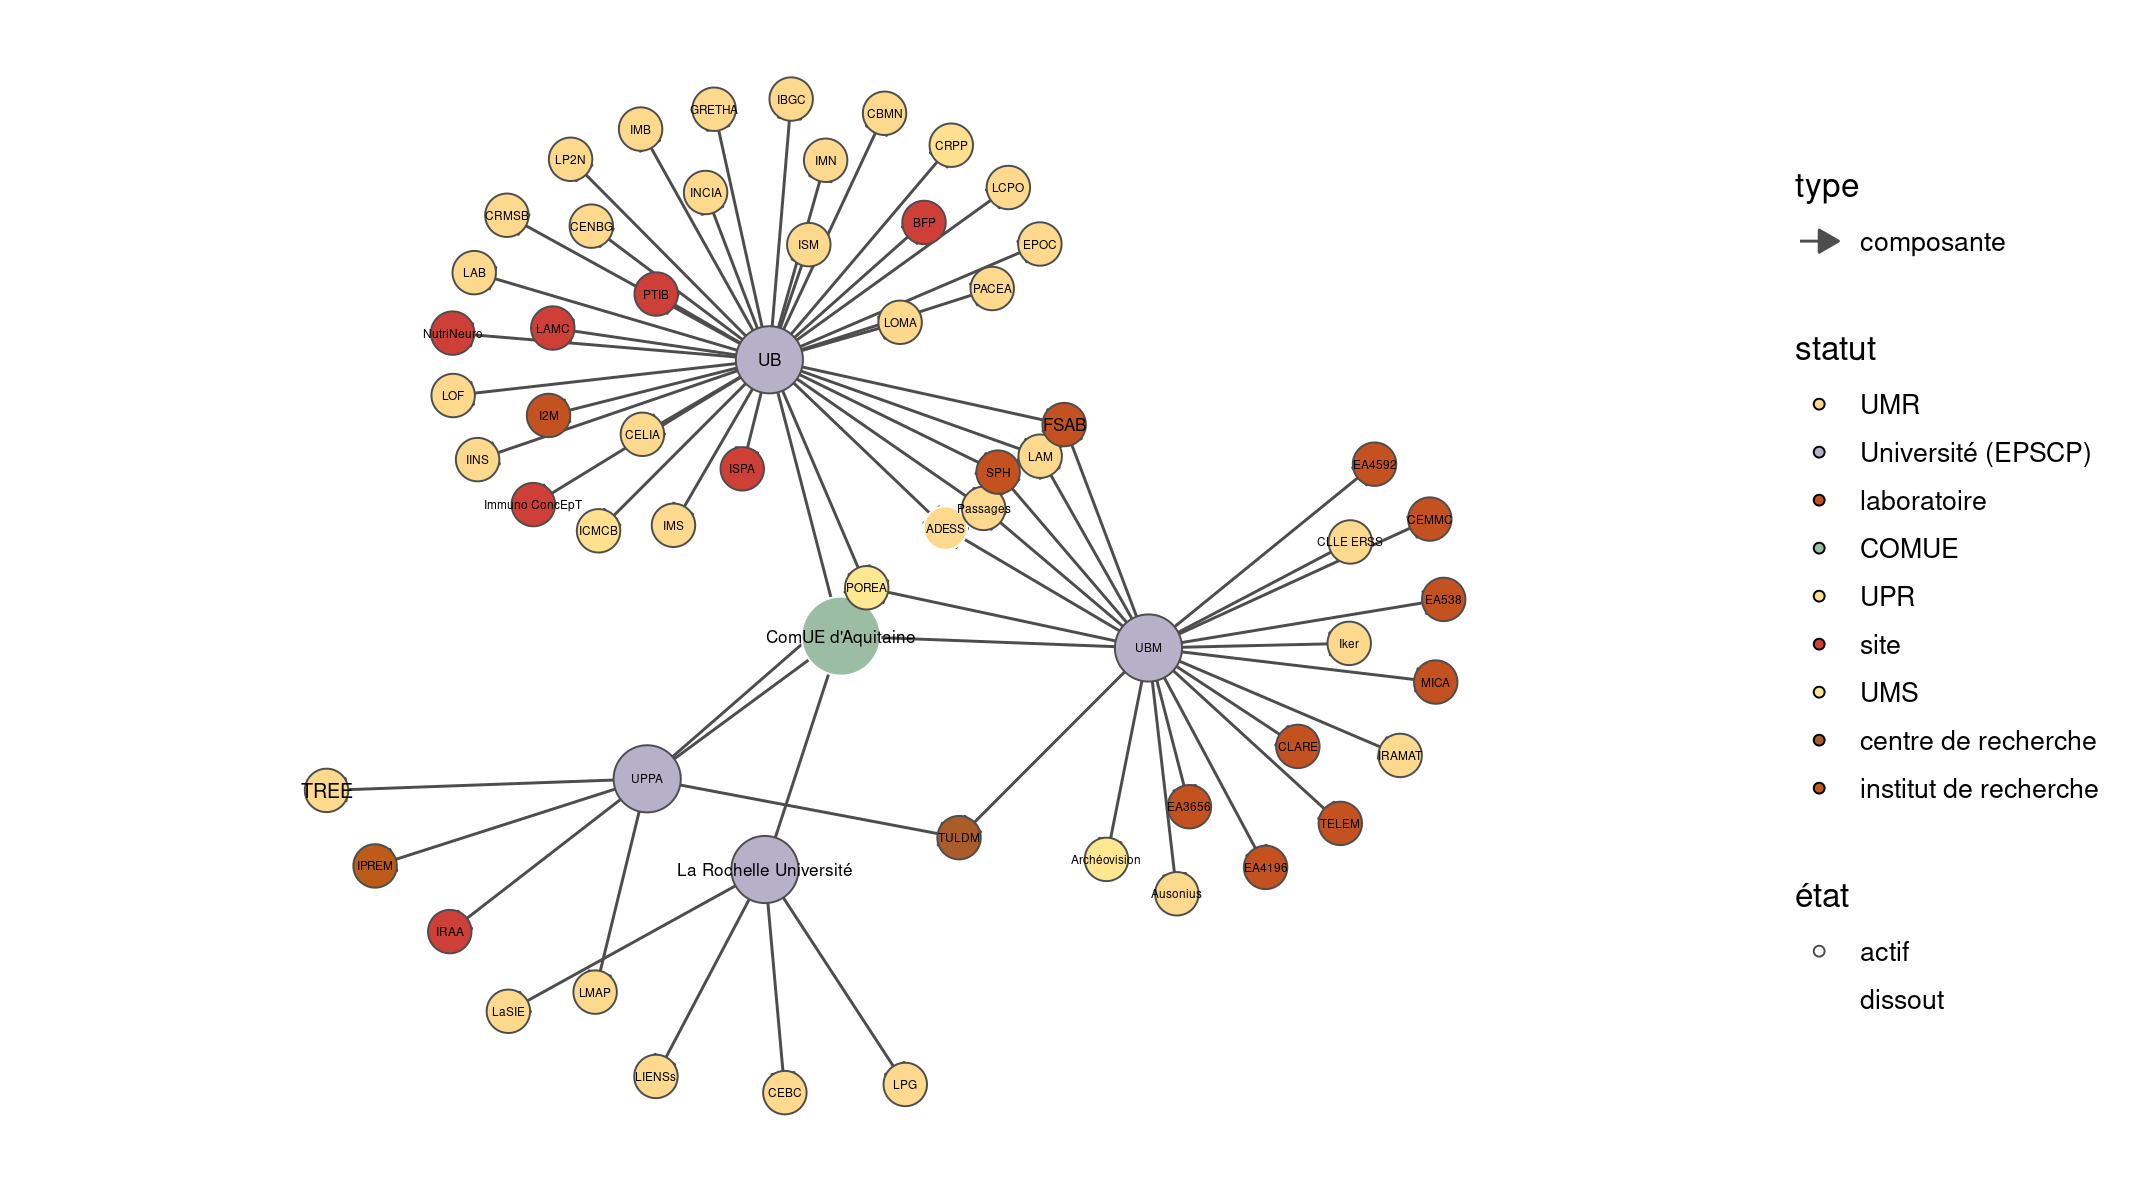 IBGC
GRETHA
CBMN
IMB
CRPP
LP2N
IMN
LCPO
INCIA
CRMSB
BFP
CENBG
ISM
EPOC
LAB
PACEA
PTIB
LOMA
LAMC
NutriNeuro
UB
LOF
I2M
FSAB
CELIA
LAM
IINS
ISPA
SPH
EA4592
Immuno ConcEpT
Passages
CEMMC
IMS
ADESS
ICMCB
CLLE ERSS
POREA
EA538
ComUE d'Aquitaine
Iker
UBM
MICA
CLARE
IRAMAT
UPPA
TREE
EA3656
TELEM
TULDM
Archéovision
IPREM
EA4196
La Rochelle Université
Ausonius
IRAA
LMAP
LaSIE
LIENSs
LPG
CEBC
type
composante
statut
UMR
Université (EPSCP)
laboratoire
COMUE
UPR
site
UMS
centre de recherche
institut de recherche
état
actif
dissout